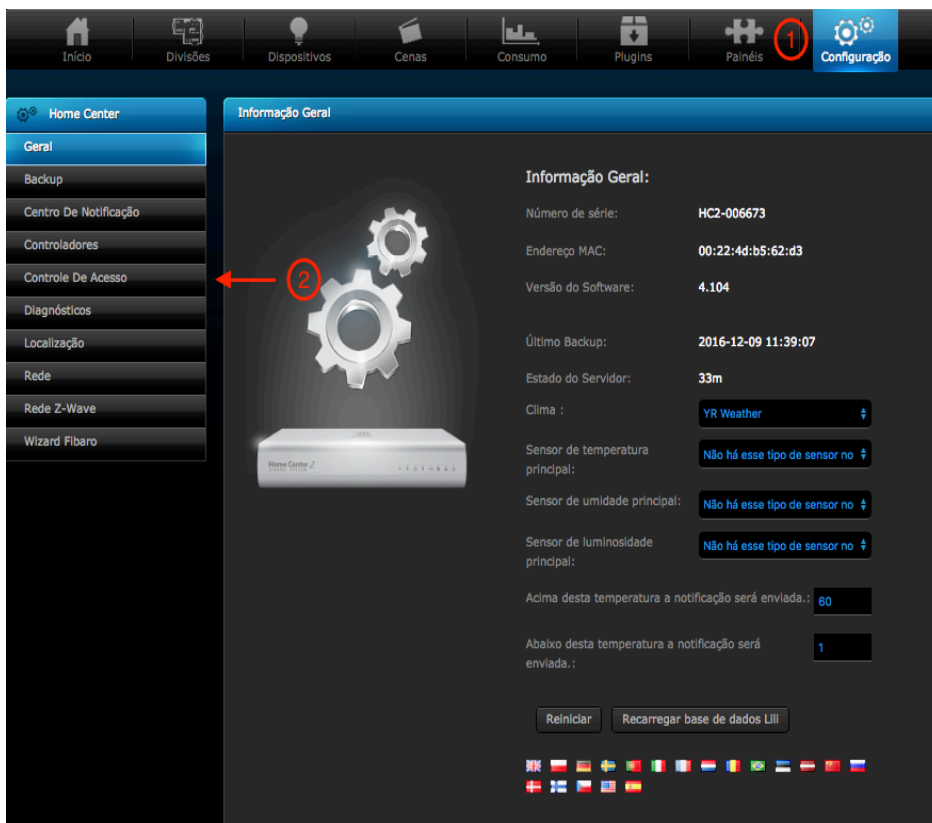 Início
Divisões
Dispositivos
Cenas
Consumo
Plugins
Painéis
1
Configuração
Home Center
Informação Geral
Geral
Backup
Centro De Notificação
Controladores
Controle De Acesso
2
Diagnósticos
Localização
Rede
Rede Z-Wave
Wizard Fibaro
Home Center 2
Informação Geral:
Número de série: HC2-006673
Endereço MAC: 00:22:4d:b5:62:d3
Versão do Software: 4.104
Último Backup: 2016-12-09 11:39:07
Estado do Servidor: 33m
Clima : YR Weather
Sensor de temperatura
principal: Não há esse tipo de sensor no
Sensor de umidade principal: Não há esse tipo de sensor no
Sensor de luminosidade
principal: Não há esse tipo de sensor no
Acima desta temperatura a notificação será enviada.: 60
Abaixo desta temperatura a notificação será
enviada.: 1
Reiniciar
Recarregar base de dados Lili